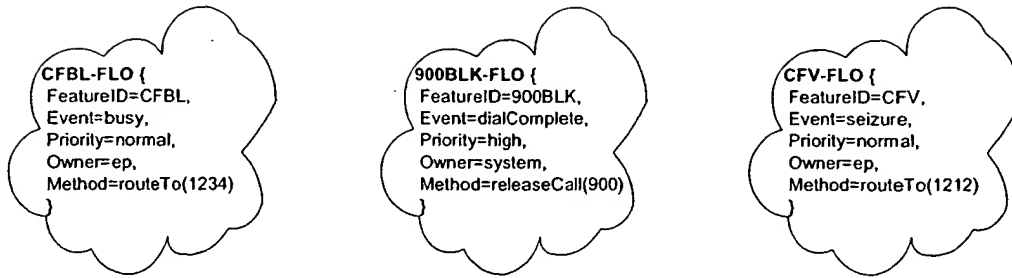 CFBL-FLO {
FeatureID=CFBL,
Event=busy,
Priority=normal,
Owner=ep,
Method=routeTo(1234)
}
900BLK-FLO {
FeatureID=900BLK,
Event=dialComplete,
Priority=high,
Owner=system,
Method=releaseCall(900)
}
CFV-FLO {
FeatureID=CFV,
Event=seizure,
Priority=normal,
Owner=ep,
Method=routeTo(1212)
}